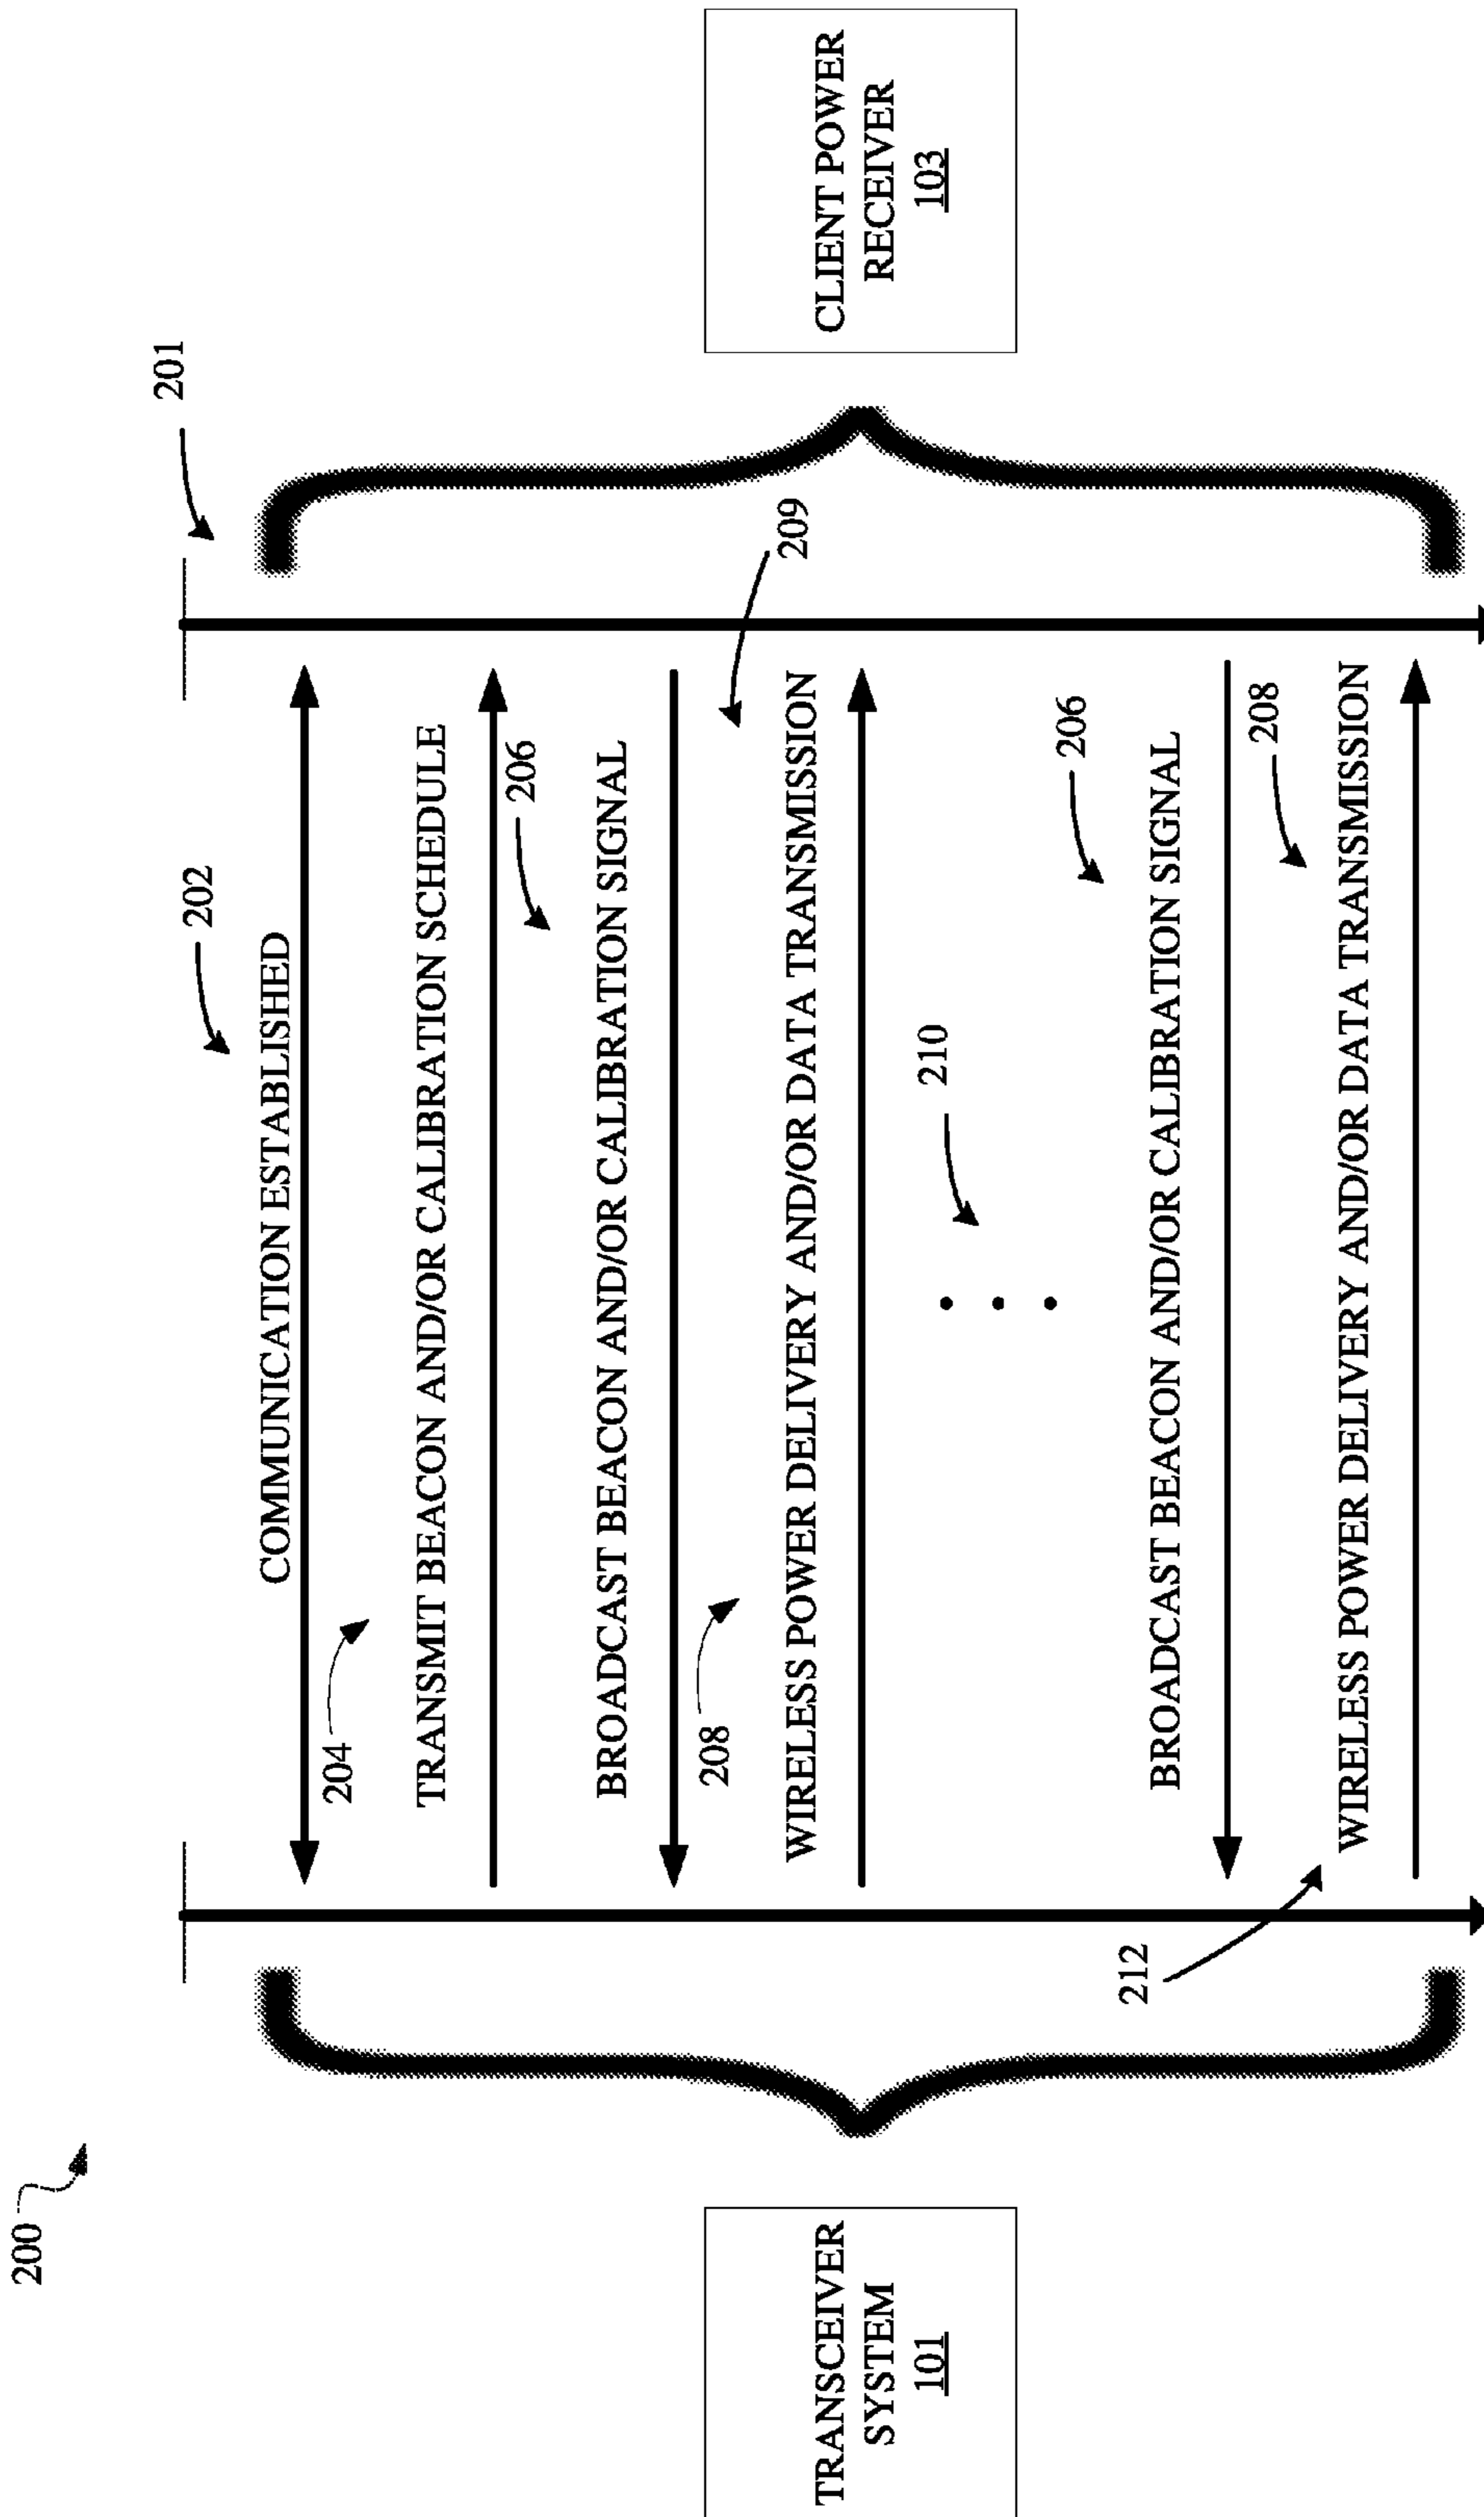 200
201
202
COMMUNICATION ESTABLISHED
204
TRANSMIT BEACON AND/OR CALIBRATION SCHEDULE
206
BROADCAST BEACON AND/OR CALIBRATION SIGNAL
208
209
WIRELESS POWER DELIVERY AND/OR DATA TRANSMISSION
TRANSCEIVER
SYSTEM
101
CLIENT POWER
RECEIVER
103
210
206
BROADCAST BEACON AND/OR CALIBRATION SIGNAL
212
208
WIRELESS POWER DELIVERY AND/OR DATA TRANSMISSION